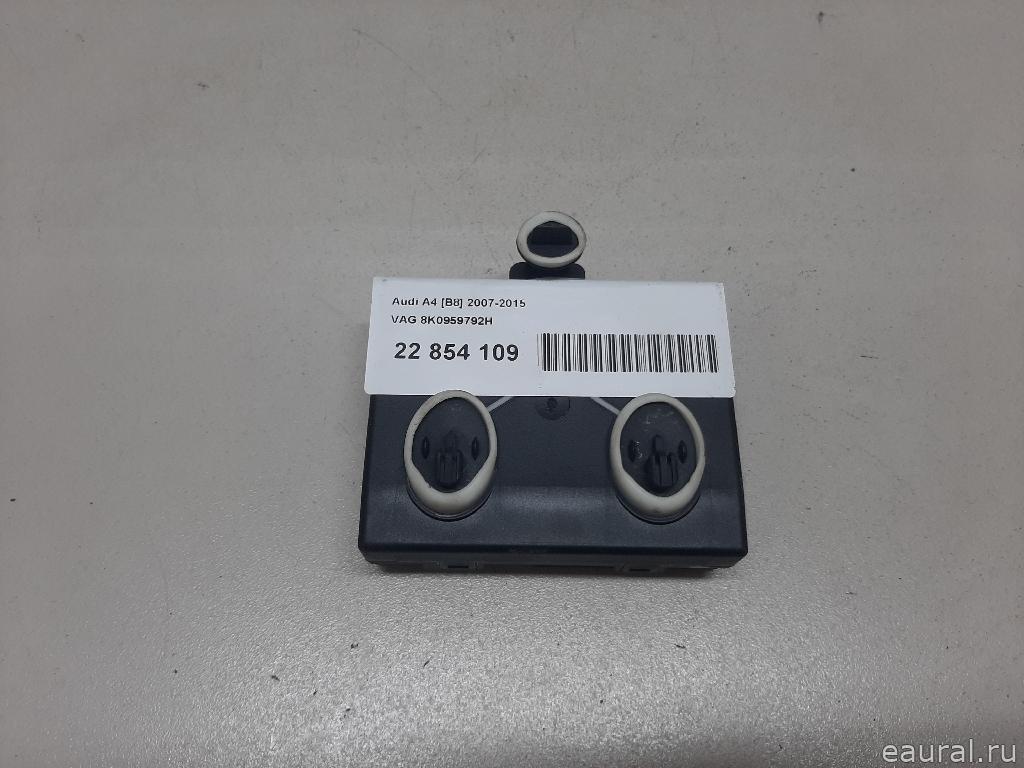 Audi A4 [B8] 2007-2015
VAG 8K0959792H
22 854 109
eaural.ru